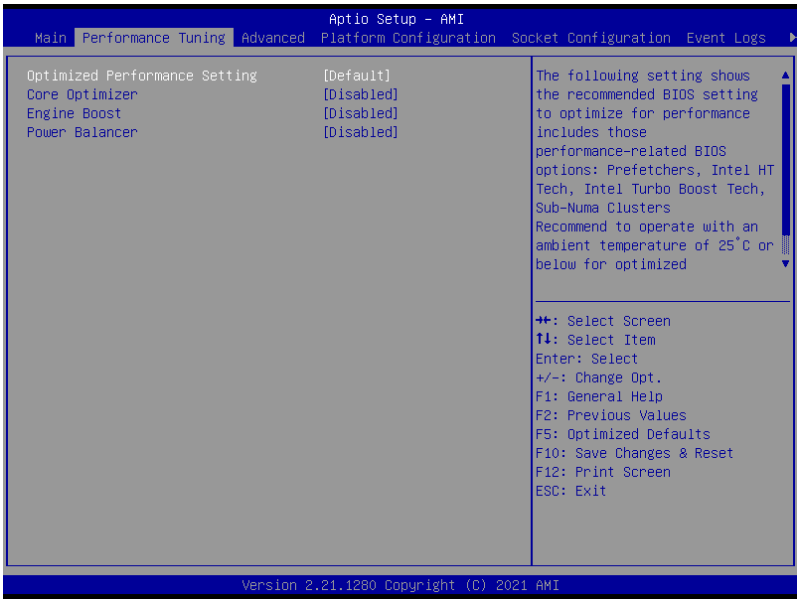 Aptio Setup – AMI
Main Performance Tuning Advanced Platform Configuration Socket Configuration Event Logs
Optimized Performance Setting [Default]
Core Optimizer [Disabled]
Engine Boost [Disabled]
Power Balancer [Disabled]
The following setting shows
the recommended BIOS setting
to optimize for performance
includes those
performance-related BIOS
options: Prefetchers, Intel HT
Tech, Intel Turbo Boost Tech,
Sub-Numa Clusters
Recommend to operate with an
ambient temperature of 25°C or
below for optimized
→←: Select Screen
↑↓: Select Item
Enter: Select
+/-: Change Opt.
F1: General Help
F2: Previous Values
F5: Optimized Defaults
F10: Save Changes & Reset
F12: Print Screen
ESC: Exit
Version 2.21.1280 Copyright (C) 2021 AMI